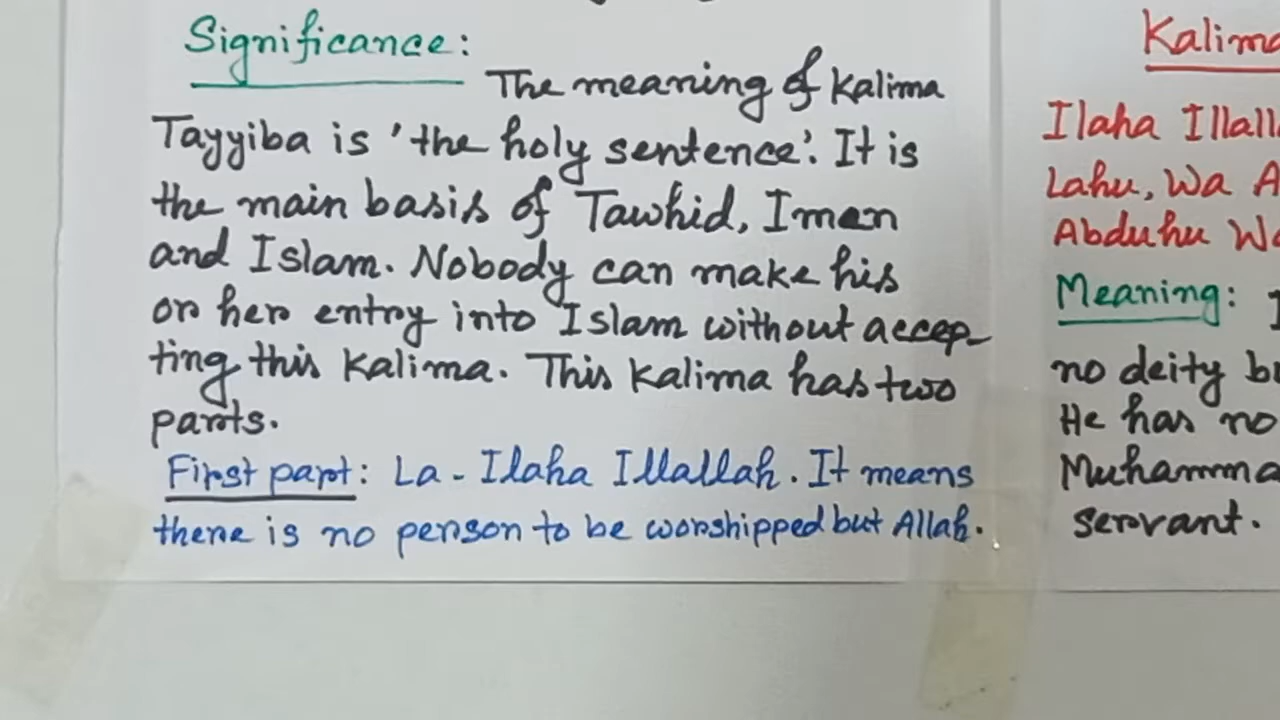 Significance:
The meaning of Kalima
Tayyiba is 'the holy sentence'. It is
the main basis of Tawhid, Iman
and Islam. Nobody can make his
or her entry into Islam without accep-
ting this Kalima. This Kalima has two
parts.
First part: La-Ilaha Illallah. It means
there is no person to be worshipped but Allah.
Kalima
Ilaha Illall
Lahu, Wa A
Abduhu Wa
Meaning:
no deity bu
He has no
Muhamma
servant.